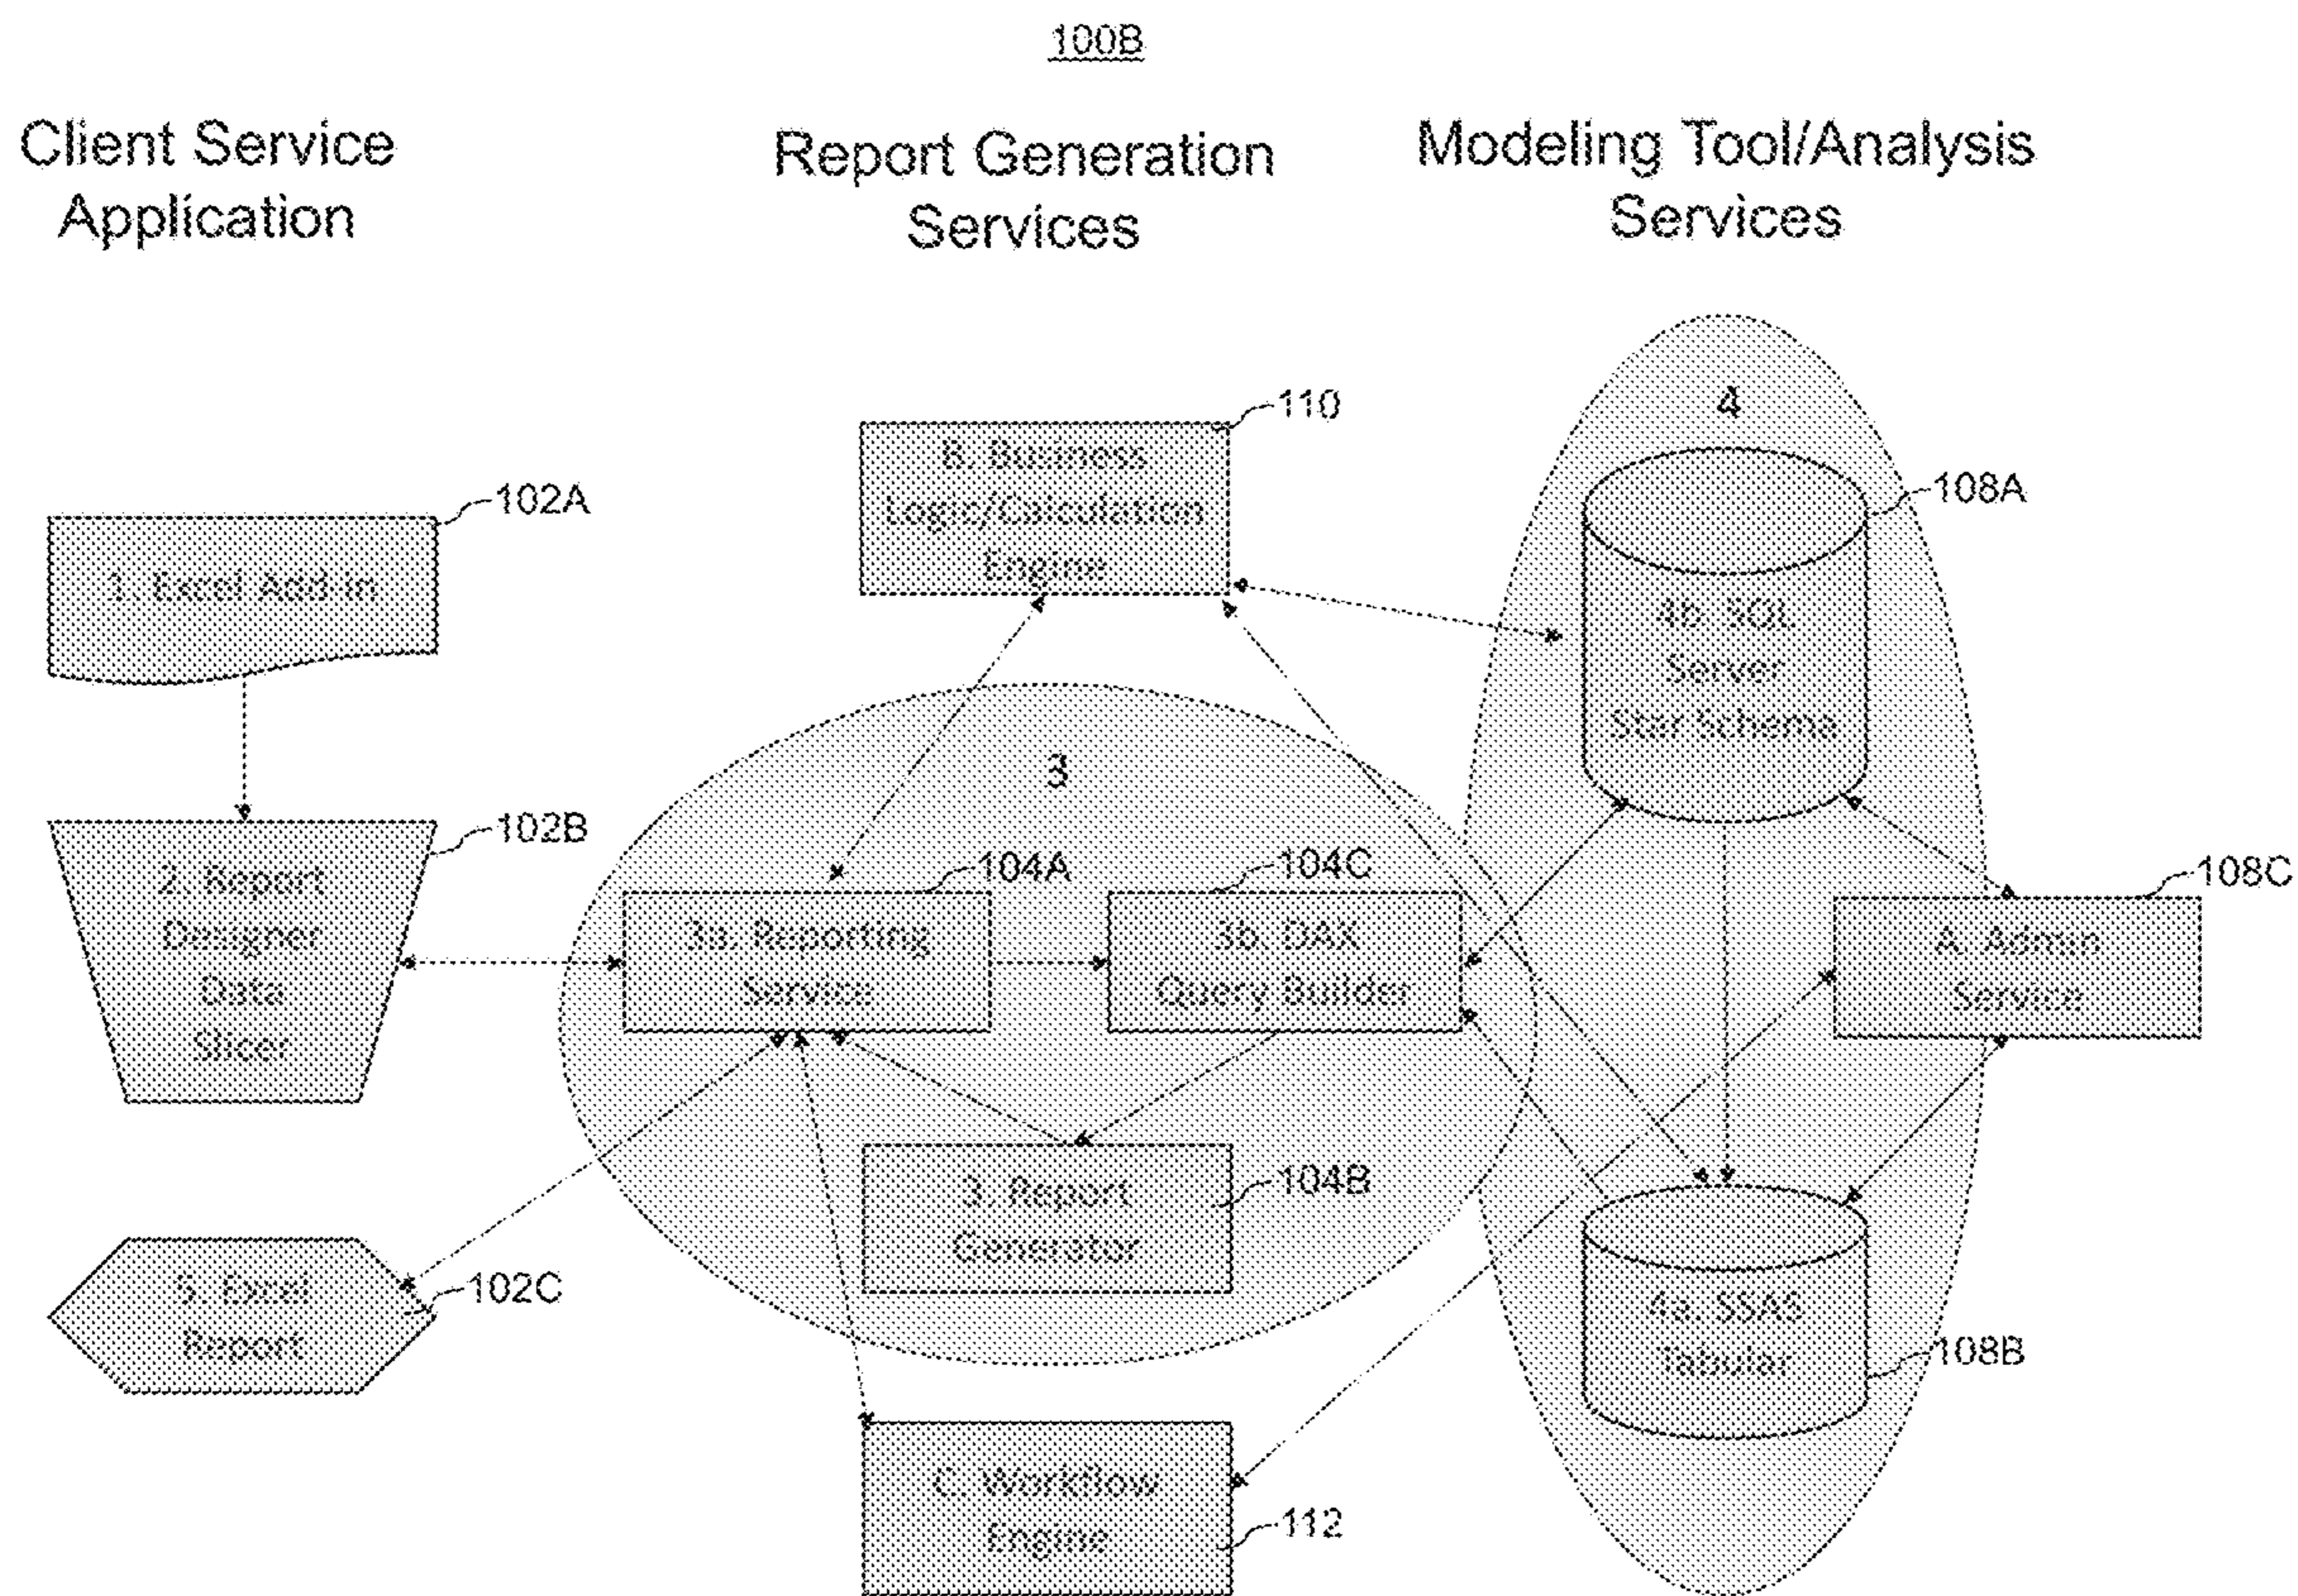 100B
Client Service
Application
Report Generation
Services
Modeling Tool/Analysis
Services
110
B. Business
Logic/Calculation
Engine
4
108A
4b. SQL
Server
Star Schema
102A
1. Excel Add-in
3
102B
2. Report
Designer
Data
Slicer
104A
3a. Reporting
Service
104C
3b. DAX
Query Builder
108C
A. Admin
Service
104B
3. Report
Generator
102C
5. Excel
Report
4a. SSAS
Tabular
108B
C. Workflow
Engine
112